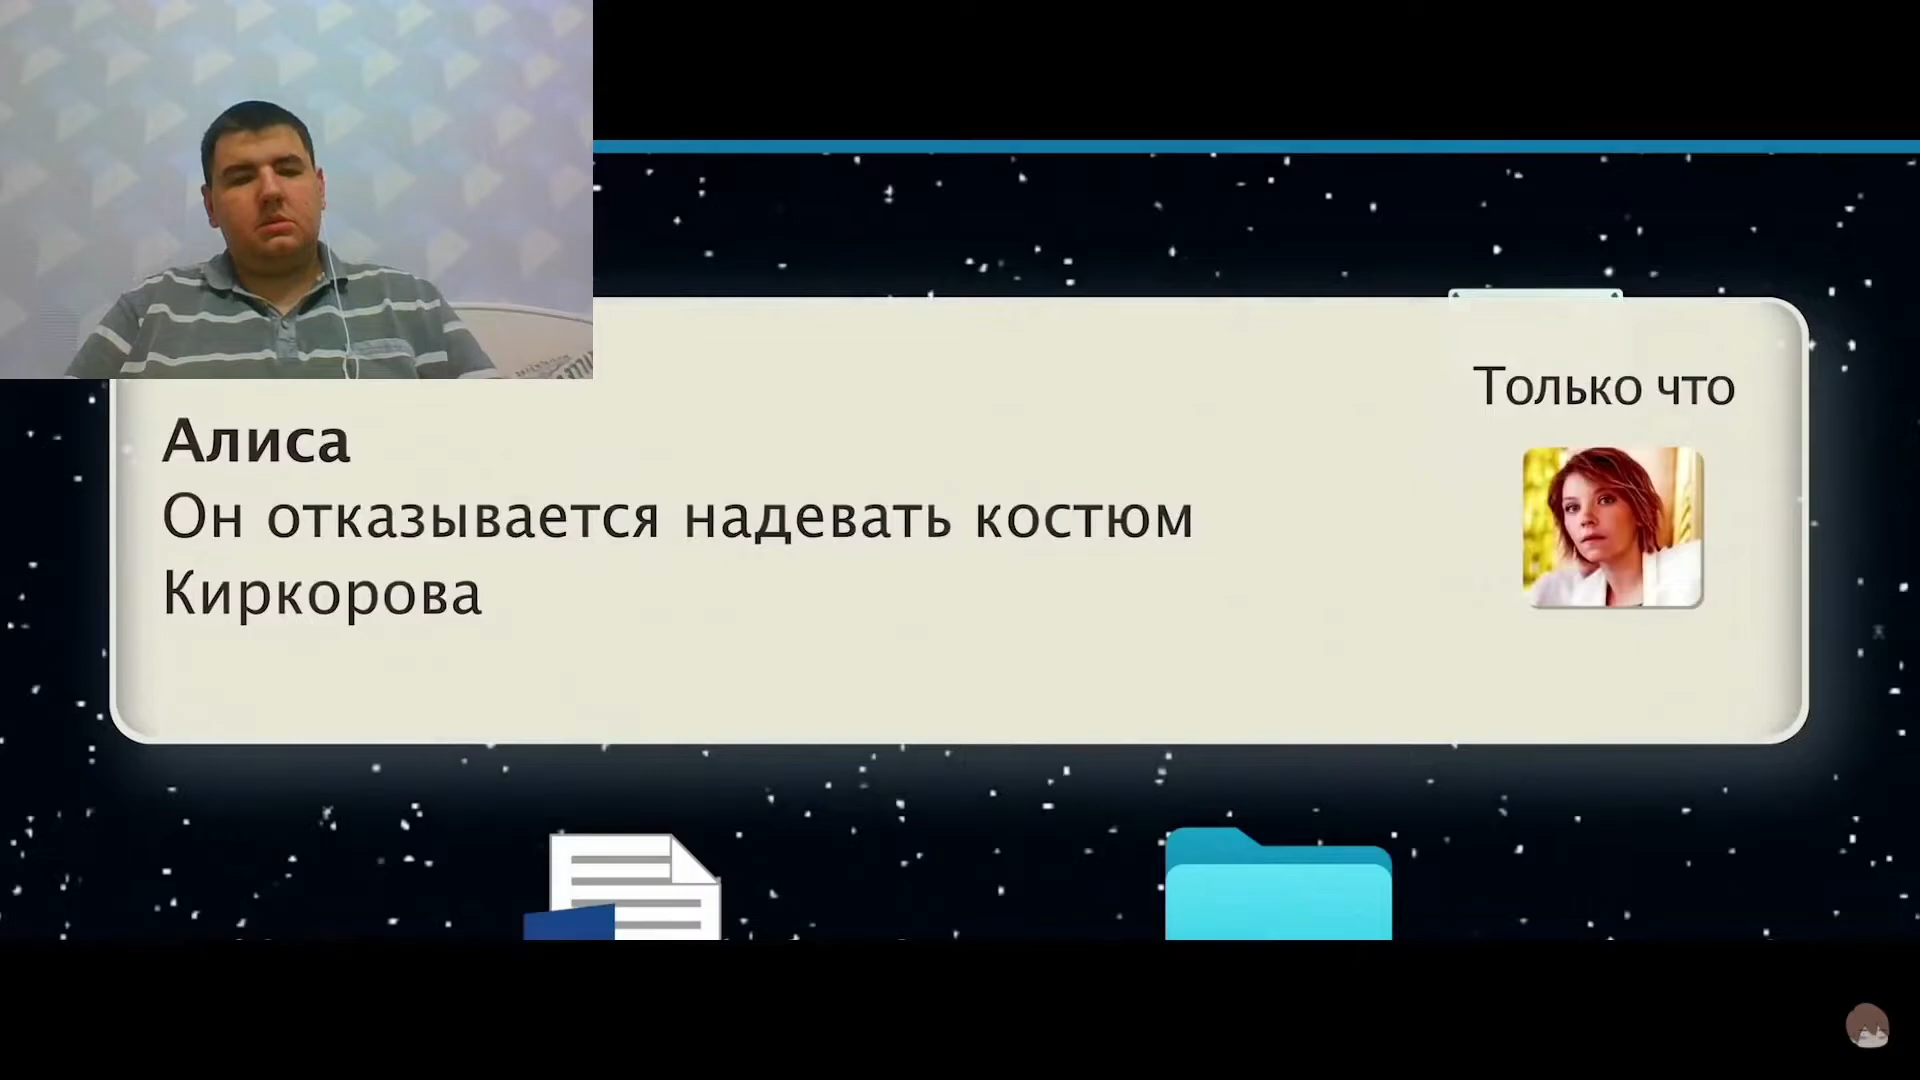 Только что
Алиса
Он отказывается надевать костюм
Киркорова